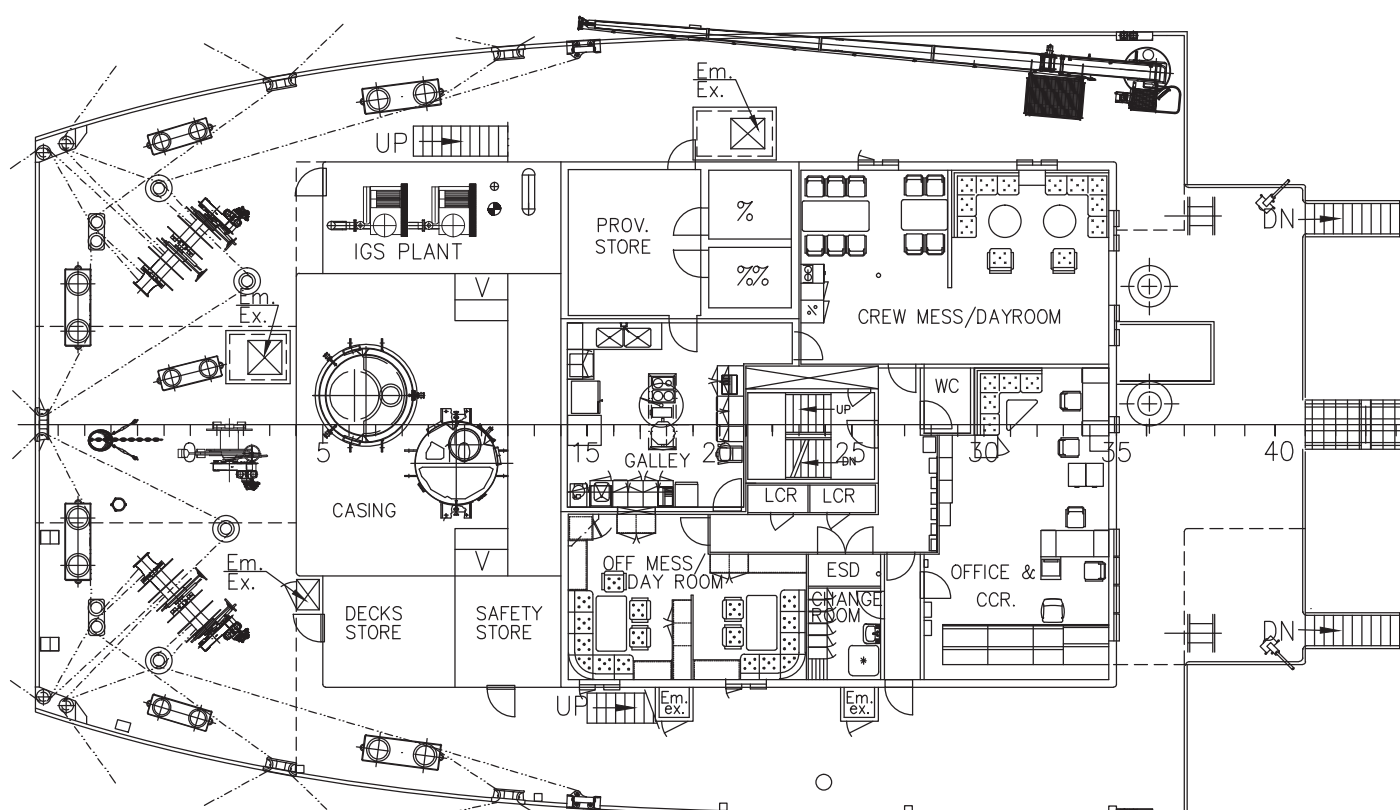 Em.
Ex.
UP
IGS PLANT
PROV.
STORE
%
%%
CREW MESS/DAYROOM
DN
Em.
Ex.
V
WC
UP
5
15
GALLEY
25
30
35
40
DN
LCR
LCR
CASING
V
Em.
Ex.
OFF MESS/
DAY ROOM
ESD
OFFICE &
CCR.
CHANGE
ROOM
DECKS
STORE
SAFETY
STORE
DN
UP
Em.
ex.
Em.
ex.